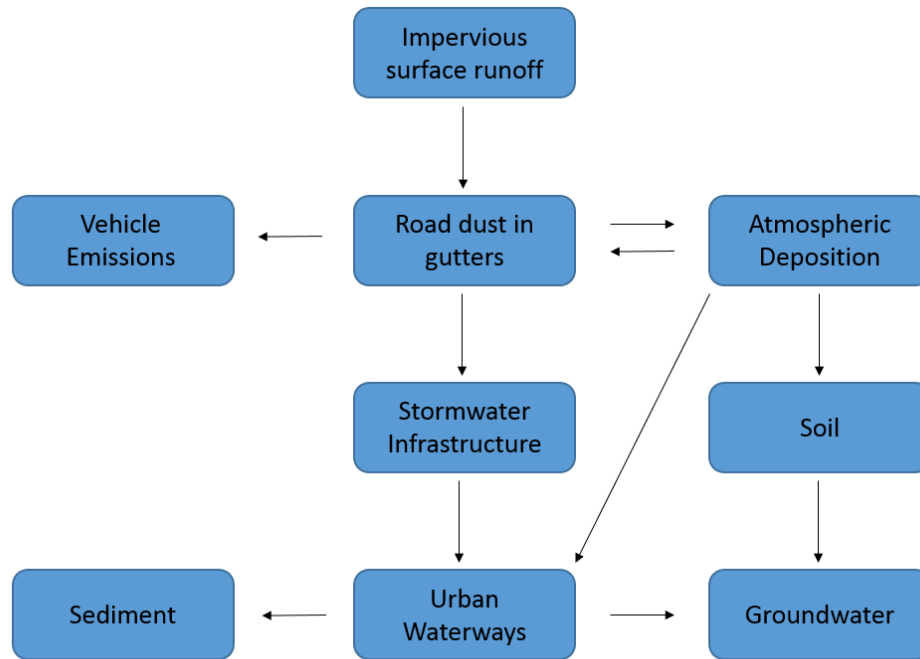 Impervious
surface runoff
Vehicle
Emissions
Road dust in
gutters
Atmospheric
Deposition
Stormwater
Infrastructure
Soil
Sediment
Urban
Waterways
Groundwater